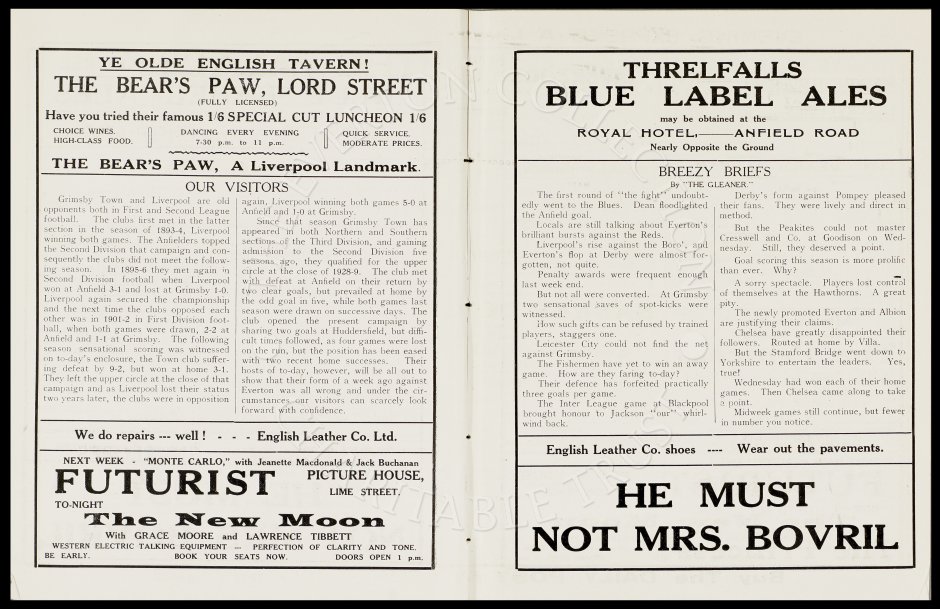 YE OLDE ENGLISH TAVERN!
THE BEAR'S PAW, LORD STREET
(FULLY LICENSED)
Have you tried their famous 1/6 SPECIAL CUT LUNCHEON 1/6
CHOICE WINES.
HIGH-CLASS FOOD.
DANCING EVERY EVENING
7-30 p.m. to 11 p.m.
QUICK SERVICE.
MODERATE PRICES.
THE BEAR'S PAW, A Liverpool Landmark.
OUR VISITORS
Grimsby Town and Liverpool are old
opponents both in First and Second League
football. The clubs first met in the latter
section in the season of 1893-4, Liverpool
winning both games. The Anfielders topped
the Second Division that campaign and con-
sequently the clubs did not meet the follow-
ing season. In 1895-6 they met again in
Second Division football when Liverpool
won at Anfield 3-1 and lost at Grimsby 1-0.
Liverpool again secured the championship
and the next time the clubs opposed each
other was in 1901-2 in First Division foot-
ball, when both games were drawn, 2-2 at
Anfield and 1-1 at Grimsby. The following
season sensational scoring was witnessed
on to-day's enclosure, the Town club suffer-
ing defeat by 9-2, but won at home 3-1.
They left the upper circle at the close of that
campaign and as Liverpool lost their status
two years later, the clubs were in opposition
again, Liverpool winning both games 5-0 at
Anfield and 1-0 at Grimsby.
Since that season Grimsby Town has
appeared in both Northern and Southern
sections of the Third Division, and gaining
admission to the Second Division five
seasons ago, they qualified for the upper
circle at the close of 1928-9. The club met
with defeat at Anfield on their return by
two clear goals, but prevailed at home by
the odd goal in five, while both games last
season were drawn on successive days. The
club opened the present campaign by
sharing two goals at Huddersfield, but diffi-
cult times followed, as four games were lost
on the run, but the position has been eased
with two recent home successes. Their
hosts of to-day, however, will be all out to
show that their form of a week ago against
Everton was all wrong and under the cir-
cumstances our visitors can scarcely look
forward with confidence.
We do repairs --- well! - - - English Leather Co. Ltd.
NEXT WEEK - "MONTE CARLO," with Jeanette Macdonald & Jack Buchanan
FUTURIST PICTURE HOUSE,
LIME STREET.
TO-NIGHT
The New Moon
With GRACE MOORE and LAWRENCE TIBBETT
WESTERN ELECTRIC TALKING EQUIPMENT — PERFECTION OF CLARITY AND TONE.
BE EARLY. BOOK YOUR SEATS NOW. DOORS OPEN 1 p.m.
THRELFALLS
BLUE LABEL ALES
may be obtained at the
ROYAL HOTEL,——ANFIELD ROAD
Nearly Opposite the Ground
BREEZY BRIEFS
By "THE GLEANER."
The first round of "the fight" undoubt-
edly went to the Blues. Dean floodlighted
the Anfield goal.
Locals are still talking about Everton's
brilliant bursts against the Reds.
Liverpool's rise against the Boro', and
Everton's flop at Derby were almost for-
gotten, not quite.
Penalty awards were frequent enough
last week end.
But not all were converted. At Grimsby
two sensational saves of spot-kicks were
witnessed.
How such gifts can be refused by trained
players, staggers one.
Leicester City could not find the net
against Grimsby.
The Fishermen have yet to win an away
game. How are they faring to-day?
Their defence has forfeited practically
three goals per game.
The Inter League game at Blackpool
brought honour to Jackson "our" whirl-
wind back.
Derby's form against Pompey pleased
their fans. They were lively and direct in
method.
But the Peakites could not master
Cresswell and Co. at Goodison on Wed-
nesday. Still, they deserved a point.
Goal scoring this season is more prolific
than ever. Why?
A sorry spectacle. Players lost control
of themselves at the Hawthorns. A great
pity.
The newly promoted Everton and Albion
are justifying their claims.
Chelsea have greatly disappointed their
followers. Routed at home by Villa.
But the Stamford Bridge went down to
Yorkshire to entertain the leaders. Yes,
true!
Wednesday had won each of their home
games. Then Chelsea came along to take
a point.
Midweek games still continue, but fewer
in number you notice.
English Leather Co. shoes ---- Wear out the pavements.
HE MUST
NOT MRS. BOVRIL